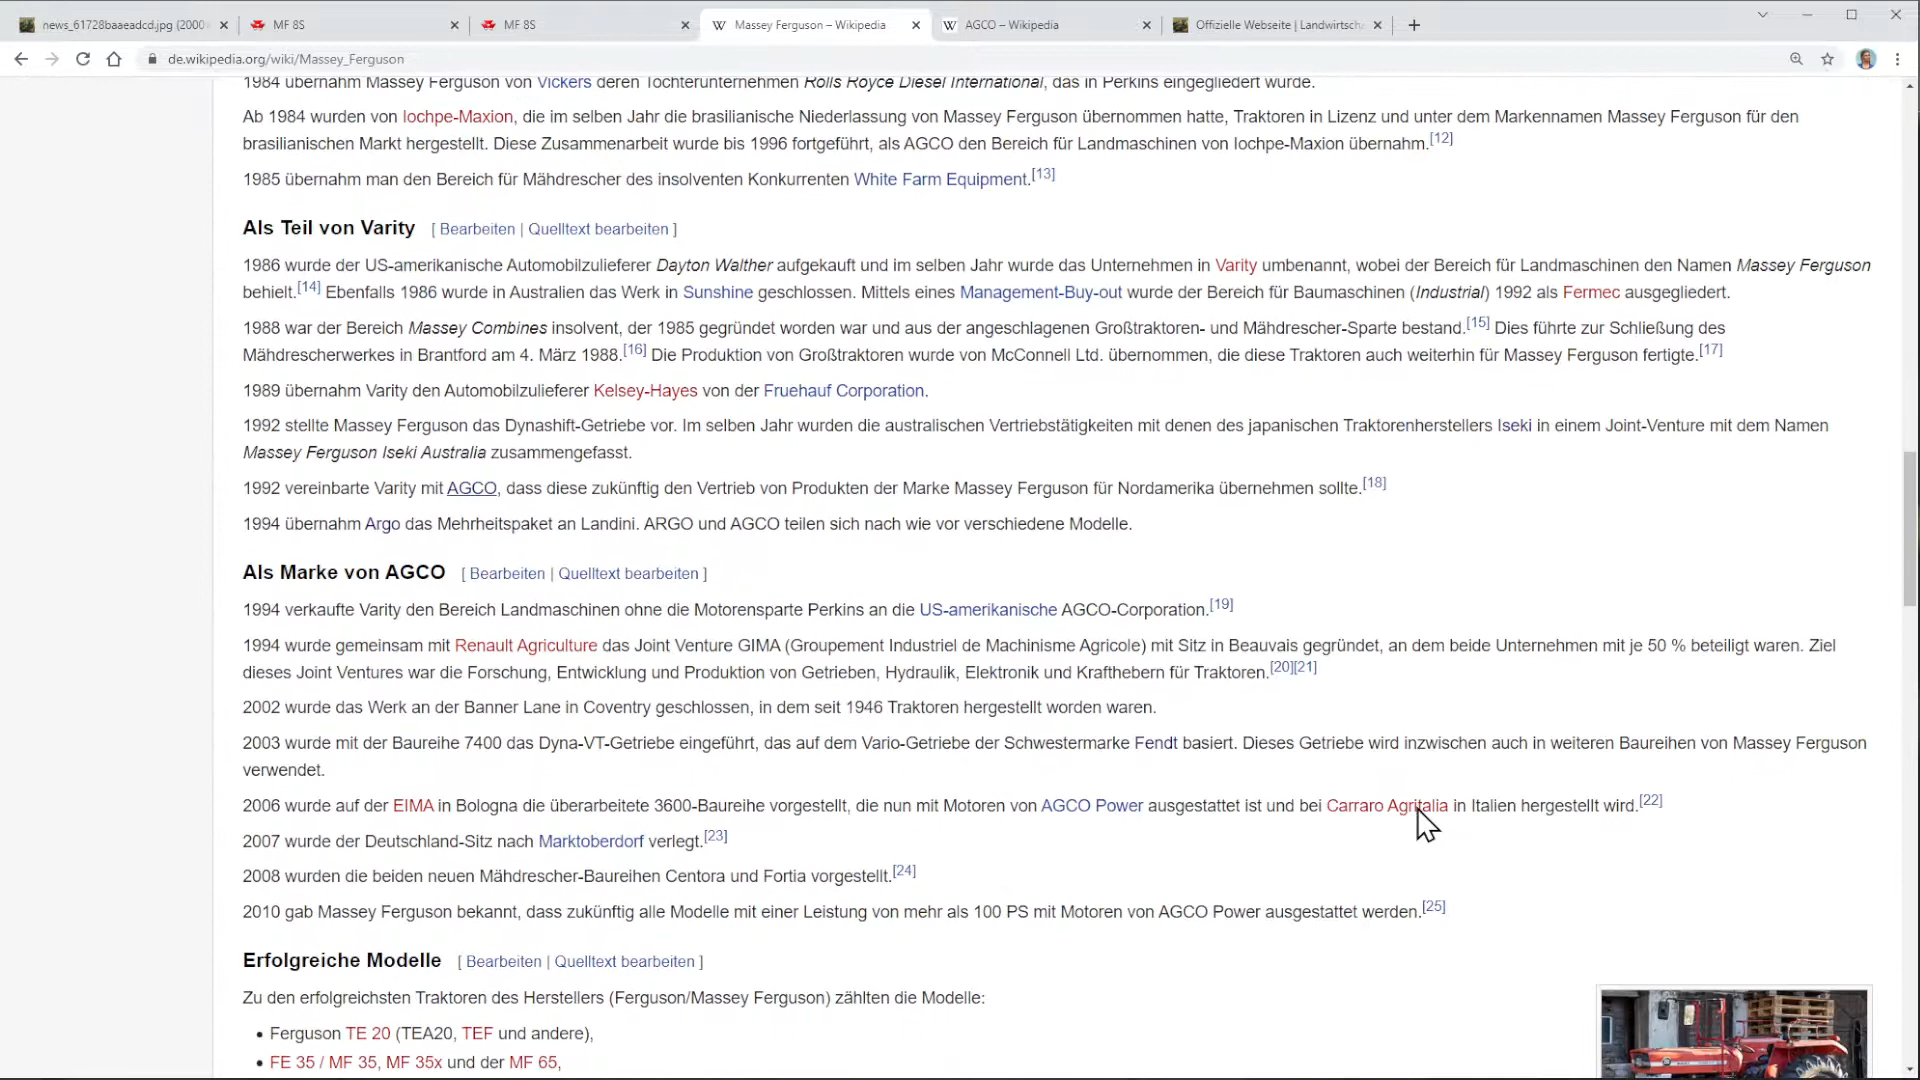 news_61728baaeadcd.jpg (2000
MF 8S
MF 8S
Massey Ferguson – Wikipedia
AGCO – Wikipedia
Offizielle Webseite | Landwirtsch
de.wikipedia.org/wiki/Massey_Ferguson
1984 übernahm Massey Ferguson von Vickers deren Tochterunternehmen Rolls Royce Diesel International, das in Perkins eingegliedert wurde.
Ab 1984 wurden von Iochpe-Maxion, die im selben Jahr die brasilianische Niederlassung von Massey Ferguson übernommen hatte, Traktoren in Lizenz und unter dem Markennamen Massey Ferguson für den
brasilianischen Markt hergestellt. Diese Zusammenarbeit wurde bis 1996 fortgeführt, als AGCO den Bereich für Landmaschinen von Iochpe-Maxion übernahm.[12]
1985 übernahm man den Bereich für Mähdrescher des insolventen Konkurrenten White Farm Equipment.[13]
Als Teil von Varity [ Bearbeiten | Quelltext bearbeiten ]
1986 wurde der US-amerikanische Automobilzulieferer Dayton Walther aufgekauft und im selben Jahr wurde das Unternehmen in Varity umbenannt, wobei der Bereich für Landmaschinen den Namen Massey Ferguson
behielt.[14] Ebenfalls 1986 wurde in Australien das Werk in Sunshine geschlossen. Mittels eines Management-Buy-out wurde der Bereich für Baumaschinen (Industrial) 1992 als Fermec ausgegliedert.
1988 war der Bereich Massey Combines insolvent, der 1985 gegründet worden war und aus der angeschlagenen Großtraktoren- und Mähdrescher-Sparte bestand.[15] Dies führte zur Schließung des
Mähdrescherwerkes in Brantford am 4. März 1988.[16] Die Produktion von Großtraktoren wurde von McConnell Ltd. übernommen, die diese Traktoren auch weiterhin für Massey Ferguson fertigte.[17]
1989 übernahm Varity den Automobilzulieferer Kelsey-Hayes von der Fruehauf Corporation.
1992 stellte Massey Ferguson das Dynashift-Getriebe vor. Im selben Jahr wurden die australischen Vertriebstätigkeiten mit denen des japanischen Traktorenherstellers Iseki in einem Joint-Venture mit dem Namen
Massey Ferguson Iseki Australia zusammengefasst.
1992 vereinbarte Varity mit AGCO, dass diese zukünftig den Vertrieb von Produkten der Marke Massey Ferguson für Nordamerika übernehmen sollte.[18]
1994 übernahm Argo das Mehrheitspaket an Landini. ARGO und AGCO teilen sich nach wie vor verschiedene Modelle.
Als Marke von AGCO [ Bearbeiten | Quelltext bearbeiten ]
1994 verkaufte Varity den Bereich Landmaschinen ohne die Motorensparte Perkins an die US-amerikanische AGCO-Corporation.[19]
1994 wurde gemeinsam mit Renault Agriculture das Joint Venture GIMA (Groupement Industriel de Machinisme Agricole) mit Sitz in Beauvais gegründet, an dem beide Unternehmen mit je 50 % beteiligt waren. Ziel
dieses Joint Ventures war die Forschung, Entwicklung und Produktion von Getrieben, Hydraulik, Elektronik und Krafthebern für Traktoren.[20][21]
2002 wurde das Werk an der Banner Lane in Coventry geschlossen, in dem seit 1946 Traktoren hergestellt worden waren.
2003 wurde mit der Baureihe 7400 das Dyna-VT-Getriebe eingeführt, das auf dem Vario-Getriebe der Schwestermarke Fendt basiert. Dieses Getriebe wird inzwischen auch in weiteren Baureihen von Massey Ferguson
verwendet.
2006 wurde auf der EIMA in Bologna die überarbeitete 3600-Baureihe vorgestellt, die nun mit Motoren von AGCO Power ausgestattet ist und bei Carraro Agritalia in Italien hergestellt wird.[22]
2007 wurde der Deutschland-Sitz nach Marktoberdorf verlegt.[23]
2008 wurden die beiden neuen Mähdrescher-Baureihen Centora und Fortia vorgestellt.[24]
2010 gab Massey Ferguson bekannt, dass zukünftig alle Modelle mit einer Leistung von mehr als 100 PS mit Motoren von AGCO Power ausgestattet werden.[25]
Erfolgreiche Modelle [ Bearbeiten | Quelltext bearbeiten ]
Zu den erfolgreichsten Traktoren des Herstellers (Ferguson/Massey Ferguson) zählten die Modelle:
• Ferguson TE 20 (TEA20, TEF und andere),
• FE 35 / MF 35, MF 35x und der MF 65,